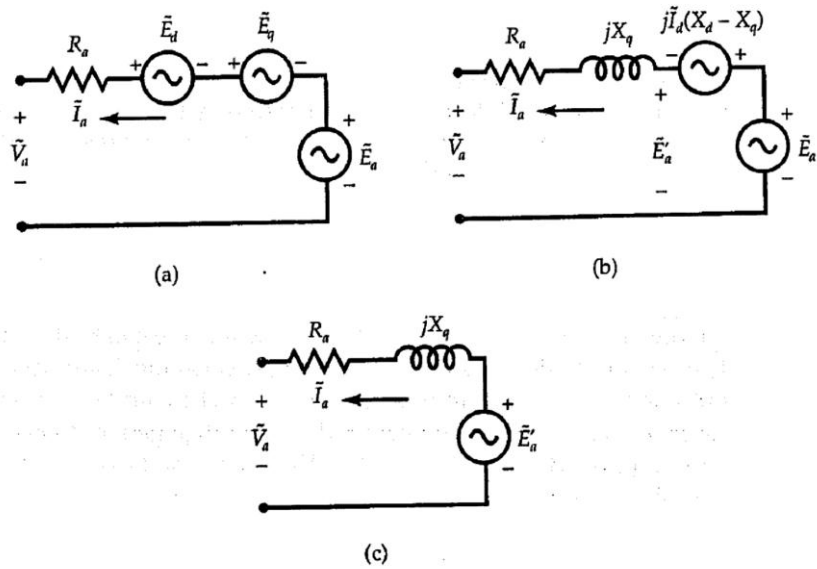 R_a Ẽ_d Ẽ_q
+ − + −
Ĩ_a
+ Ṽ_a −
+ Ẽ_a −
(a)
R_a jX_q jĨ_d(X_d − X_q)
− +
Ĩ_a
+ Ṽ_a −
+ Ẽ'_a −
+ Ẽ_a −
(b)
R_a jX_q
Ĩ_a
+ Ṽ_a −
+ Ẽ'_a −
(c)